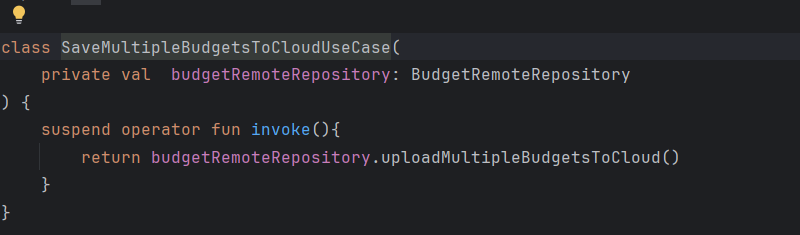 class SaveMultipleBudgetsToCloudUseCase(
    private val  budgetRemoteRepository: BudgetRemoteRepository
) {
    suspend operator fun invoke(){
        return budgetRemoteRepository.uploadMultipleBudgetsToCloud()
    }
}